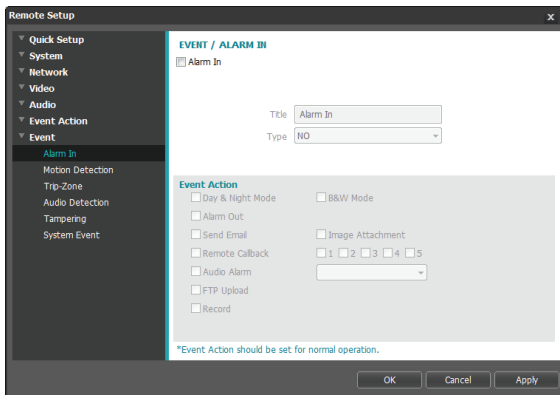 Remote Setup
x
Quick Setup
System
Network
Video
Audio
Event Action
Event
Alarm In
Motion Detection
Trip-Zone
Audio Detection
Tampering
System Event
EVENT / ALARM IN
Alarm In
Title Alarm In
Type NO
Event Action
Day & Night Mode B&W Mode
Alarm Out
Send Email Image Attachment
Remote Callback 1 2 3 4 5
Audio Alarm
FTP Upload
Record
*Event Action should be set for normal operation.
OK Cancel Apply